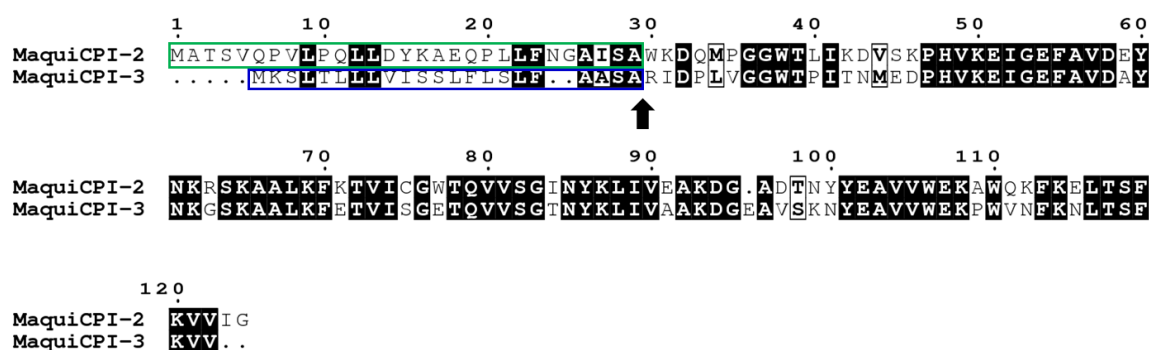 1 10 20 30 40 50 60
MaquiCPI-2 MATSVQPVLPQLLDYKAEQPLLFNGAISAWKDQMPGGWTLIKDVSKPHVKEIGEFAVDEY
MaquiCPI-3 .....MKSLTLLLVISSLFLSLF..AASARIDPLVGGWTPITNMEDPHVKEIGEFAVDAY
70 80 90 100 110
MaquiCPI-2 NKRSKAALKFKTVICGWTQVVSGINYKLIVEAKDG.ADTNYYEAVVWEKAWQKFKELTSF
MaquiCPI-3 NKGSKAALKFETVISGETQVVSGTNYKLIVAAKDGEAVSKNYEAVVWEKPWVNFKNLTSF
120
MaquiCPI-2 KVVIG
MaquiCPI-3 KVV..